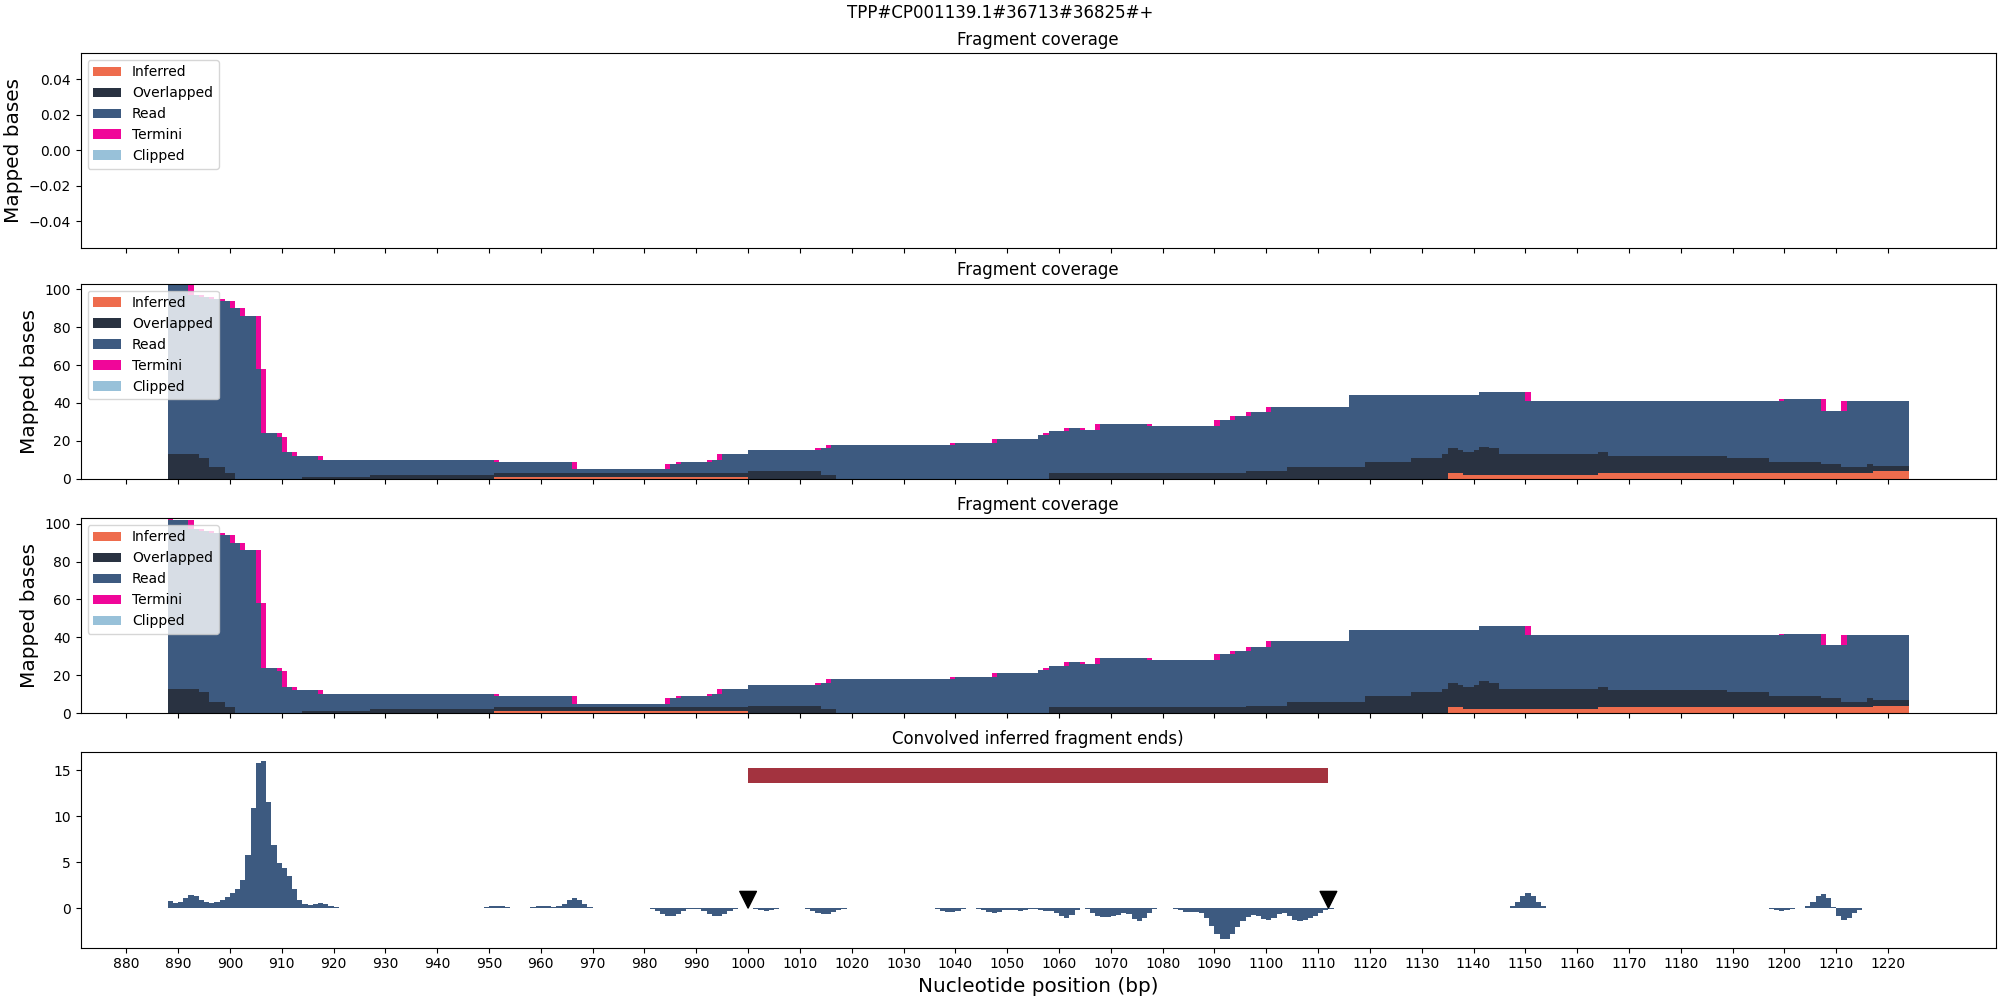 TPP#CP001139.1#36713#36825#+
Fragment coverage
Mapped bases
0.04
0.02
0.00
−0.02
−0.04
Inferred
Overlapped
Read
Termini
Clipped
Fragment coverage
Mapped bases
100
80
60
40
20
0
Inferred
Overlapped
Read
Termini
Clipped
Fragment coverage
Mapped bases
100
80
60
40
20
0
Inferred
Overlapped
Read
Termini
Clipped
Convolved inferred fragment ends)
15
10
5
0
880 890 900 910 920 930 940 950 960 970 980 990 1000 1010 1020 1030 1040 1050 1060 1070 1080 1090 1100 1110 1120 1130 1140 1150 1160 1170 1180 1190 1200 1210 1220
Nucleotide position (bp)